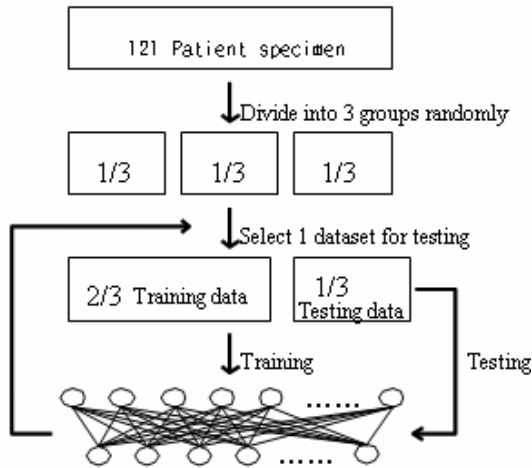 121 Patient specimen
Divide into 3 groups randomly
1/3 1/3 1/3
Select 1 dataset for testing
2/3 Training data
1/3
Testing data
Training
Testing
......
......